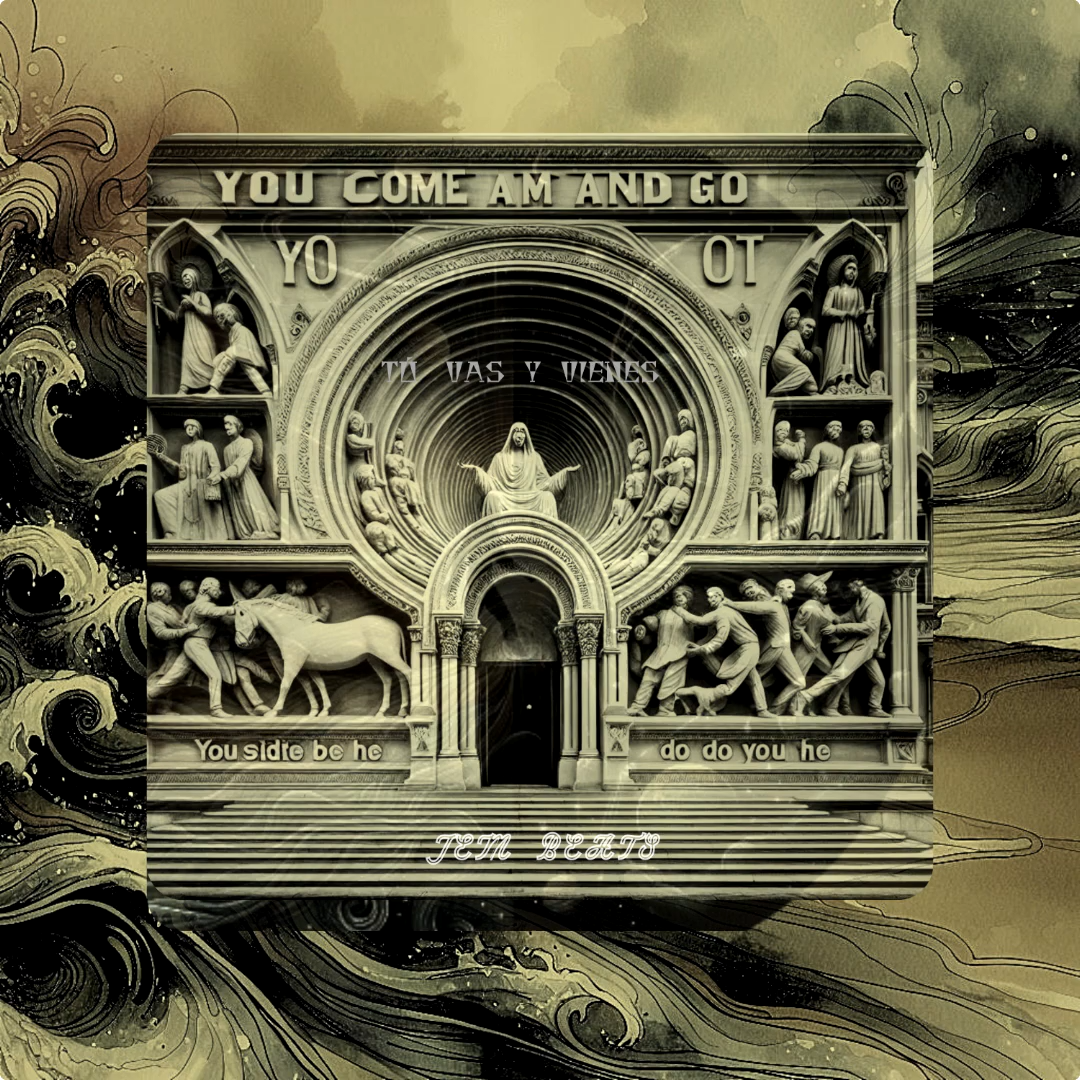 YOU COME AM AND GO
YO OT
TÚ VAS Y VIENES
You sidte be he
do do you he
JEM BEATS